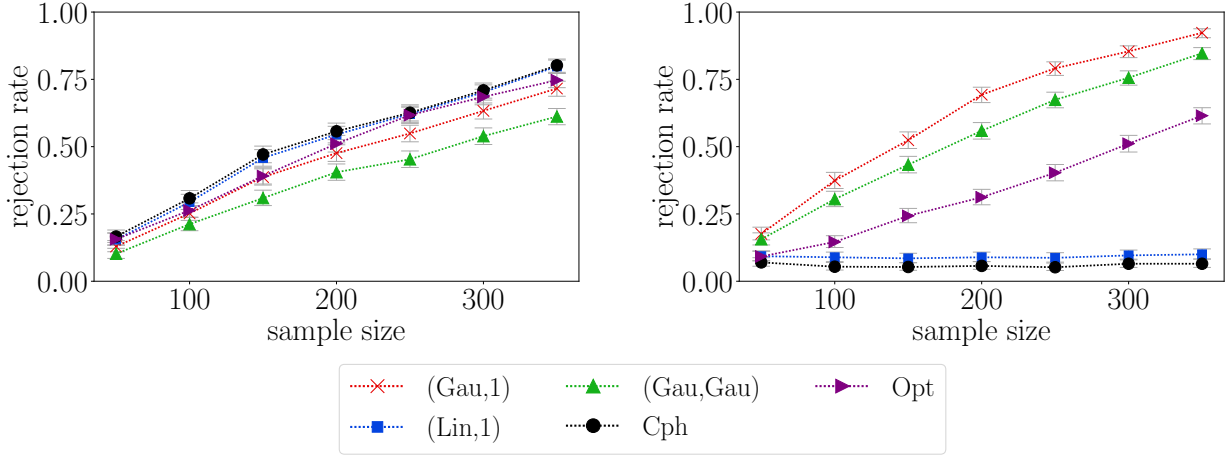 1.00
0.75
0.50
0.25
0.00
rejection rate
100
200
300
sample size
1.00
0.75
0.50
0.25
0.00
rejection rate
100
200
300
sample size
(Gau,1)
(Gau,Gau)
Opt
(Lin,1)
Cph